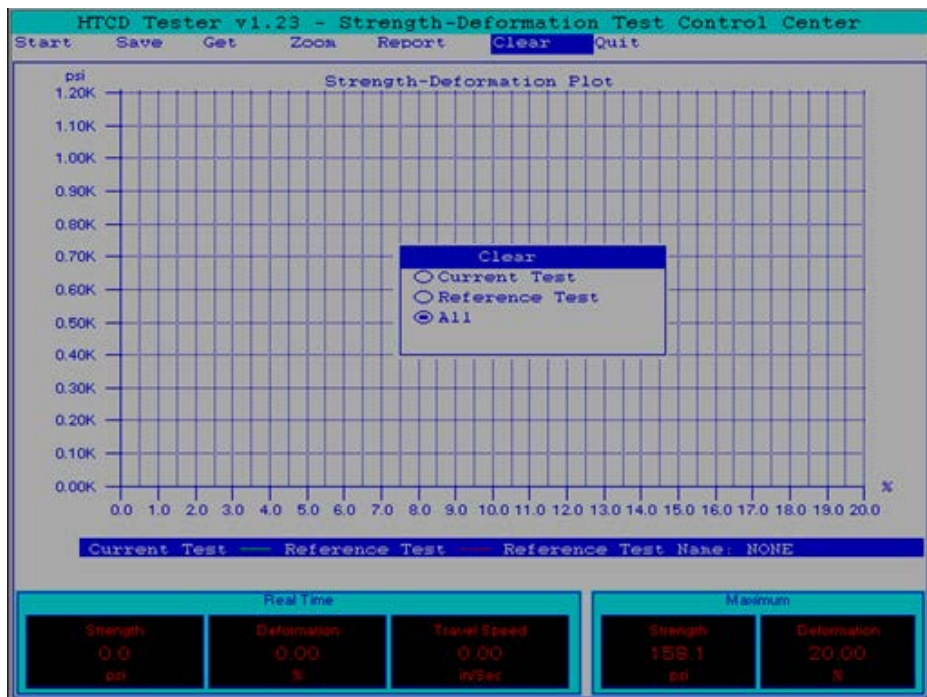 HTCD Tester v1.23 - Strength-Deformation Test Control Center
Start Save Get Zoom Report Clear Quit
psi
Strength-Deformation Plot
1.20K
1.10K
1.00K
0.90K
0.80K
0.70K
0.60K
0.50K
0.40K
0.30K
0.20K
0.10K
0.00K
Clear
Current Test
Reference Test
All
%
0.0 1.0 2.0 3.0 4.0 5.0 6.0 7.0 8.0 9.0 10.0 11.0 12.0 13.0 14.0 15.0 16.0 17.0 18.0 19.0 20.0
Current Test Reference Test Reference Test Name: NONE
Real Time
Strength Deformation Travel Speed
0.0 0.00 0.00
psi % in/Sec
Maximum
Strength Deformation
158.1 20.00
psi %